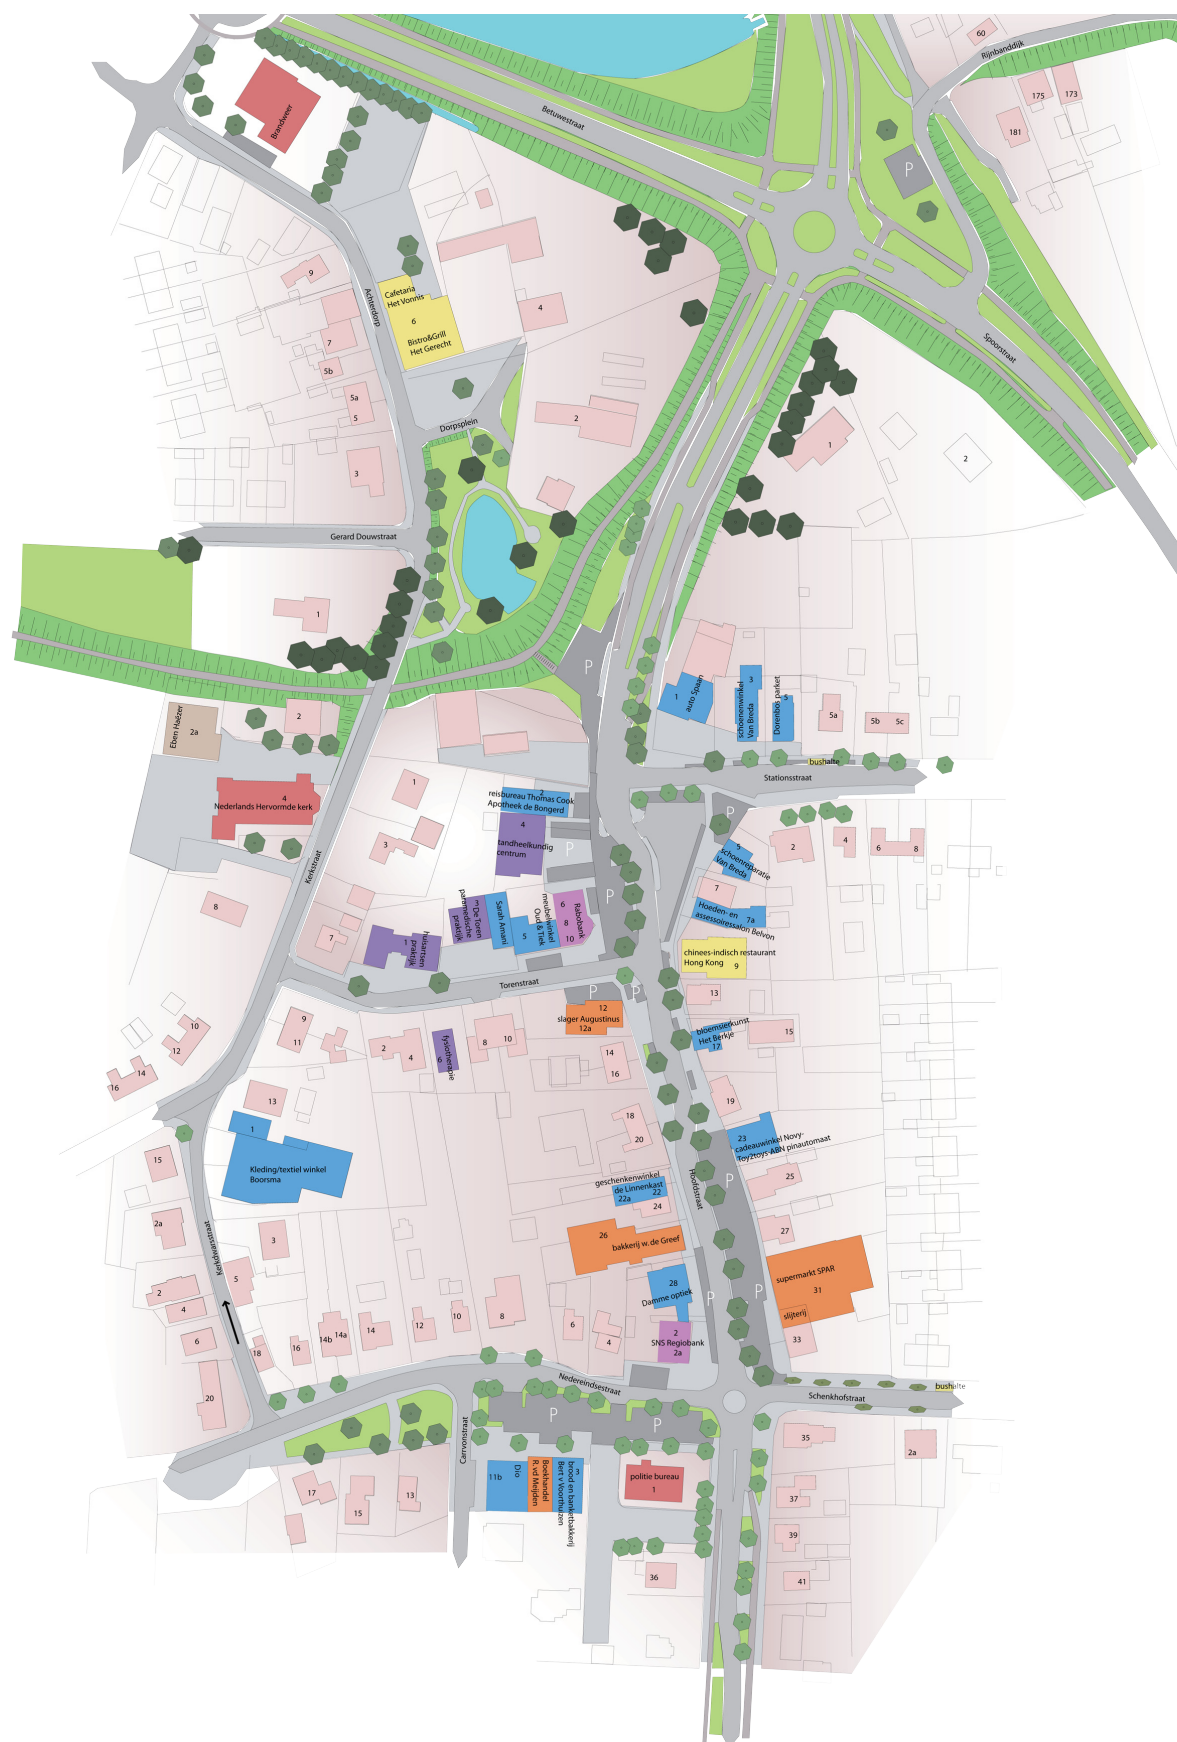 60
Rijnbanddijk
175
173
181
Betuwestraat
Brandweer
P
9
Achterdorp
Cafetaria
Het Vonnis
6
Bistro&Grill
Het Gerecht
4
7
5b
5a
5
3
2
Dorpsplein
Spoorstraat
1
2
Gerard Douwstraat
1
P
1
auto Spaan
3
schoenenwinkel
Van Breda
5
Dorenbos parket
5a
5b
5c
bushalte
Stationsstraat
Eben Haëzer
2a
2
4
Nederlands Hervormde kerk
1
3
2
reisbureau Thomas Cook
Apotheek de Bongerd
4
tandheelkundig
centrum
P
P
P
5
schoenreparatie
Van Breda
2
4
6
8
7
Hoeden- en
7a
assessoiressalon Belvon
Kerkstraat
8
7
1
huisartsen
praktijk
3
De Toren
paramedische
praktijk
Sarah Amani
5
meubelwinkel
Oud & Tiek
6
8
10
Rabobank
chinees-indisch restaurant
Hong Kong
9
Torenstraat
P
P
12
slager Augustinus
12a
13
15
bloemsierkunst
Het Berkje
17
10
12
14
16
9
11
2
4
fysiotherapie
6
8
10
14
16
19
13
1
Kleding/textiel winkel
Boorsma
18
20
23
cadeauwinkel Novy-
Toy2toys ABN pinautomaat
Hoofdstraat
15
2a
Kerkdwarsstraat
3
5
geschenkenwinkel
de Linnenkast
22a
22
24
25
27
26
bakkerij w. de Greef
28
Damme optiek
supermarkt SPAR
31
slijterij
33
P
P
2
4
6
20
18
16
14b
14a
14
12
10
8
6
4
2
SNS Regiobank
2a
Nedereindsestraat
Schenkhofstraat
bushalte
P
P
Carrvonstraat
17
15
13
11b
Dio
Boekhandel
R. vd Meijden
3
brood en banketbakkerij
Bert v Voorthuizen
politie bureau
1
35
2a
37
39
41
36